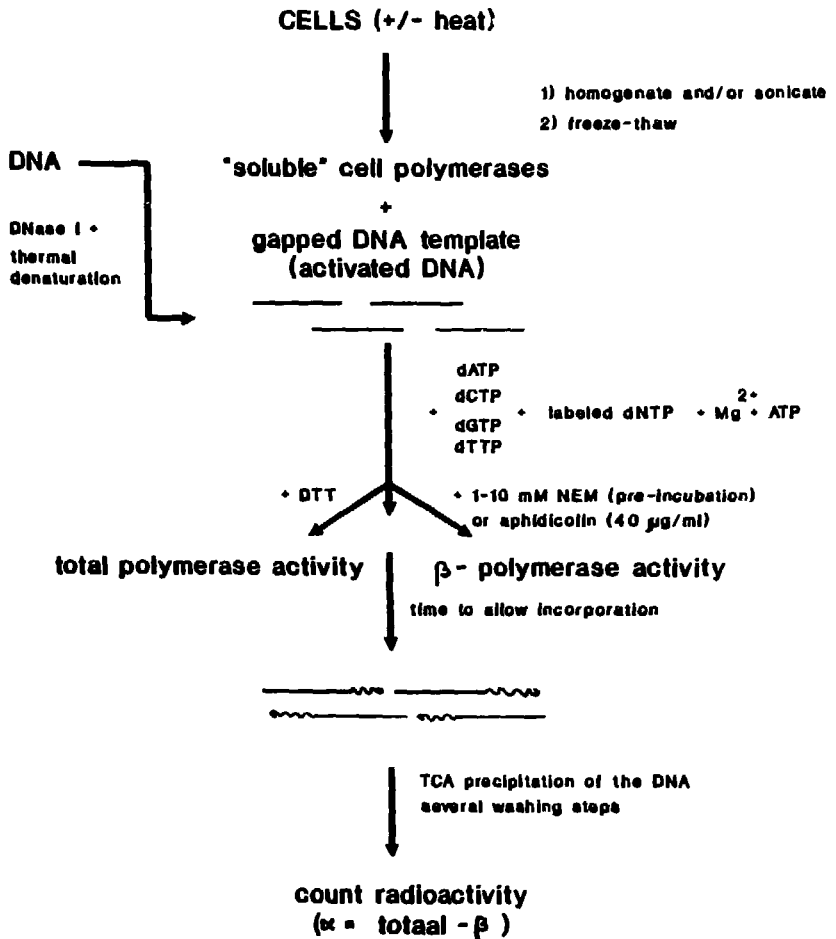 CELLS (+/- heat)
1) homogenate and/or sonicate
2) freeze-thaw
DNA
"soluble" cell polymerases
+
DNase I +
thermal
denaturation
gapped DNA template
(activated DNA)
dATP
dCTP
+ dGTP + labeled dNTP + Mg2+ + ATP
dTTP
+ DTT
+ 1-10 mM NEM (pre-incubation)
or aphidicolin (40 µg/ml)
total polymerase activity
β- polymerase activity
time to allow incorporation
TCA precipitation of the DNA
several washing steps
count radioactivity
(α = totaal -β)